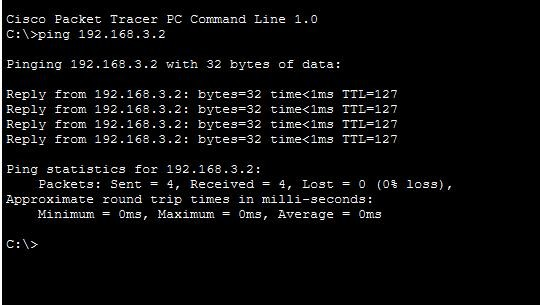 Cisco Packet Tracer PC Command Line 1.0
C:\>ping 192.168.3.2
Pinging 192.168.3.2 with 32 bytes of data:
Reply from 192.168.3.2: bytes=32 time<1ms TTL=127
Reply from 192.168.3.2: bytes=32 time<1ms TTL=127
Reply from 192.168.3.2: bytes=32 time<1ms TTL=127
Reply from 192.168.3.2: bytes=32 time<1ms TTL=127
Ping statistics for 192.168.3.2:
Packets: Sent = 4, Received = 4, Lost = 0 (0% loss),
Approximate round trip times in milli-seconds:
Minimum = 0ms, Maximum = 0ms, Average = 0ms
C:\>